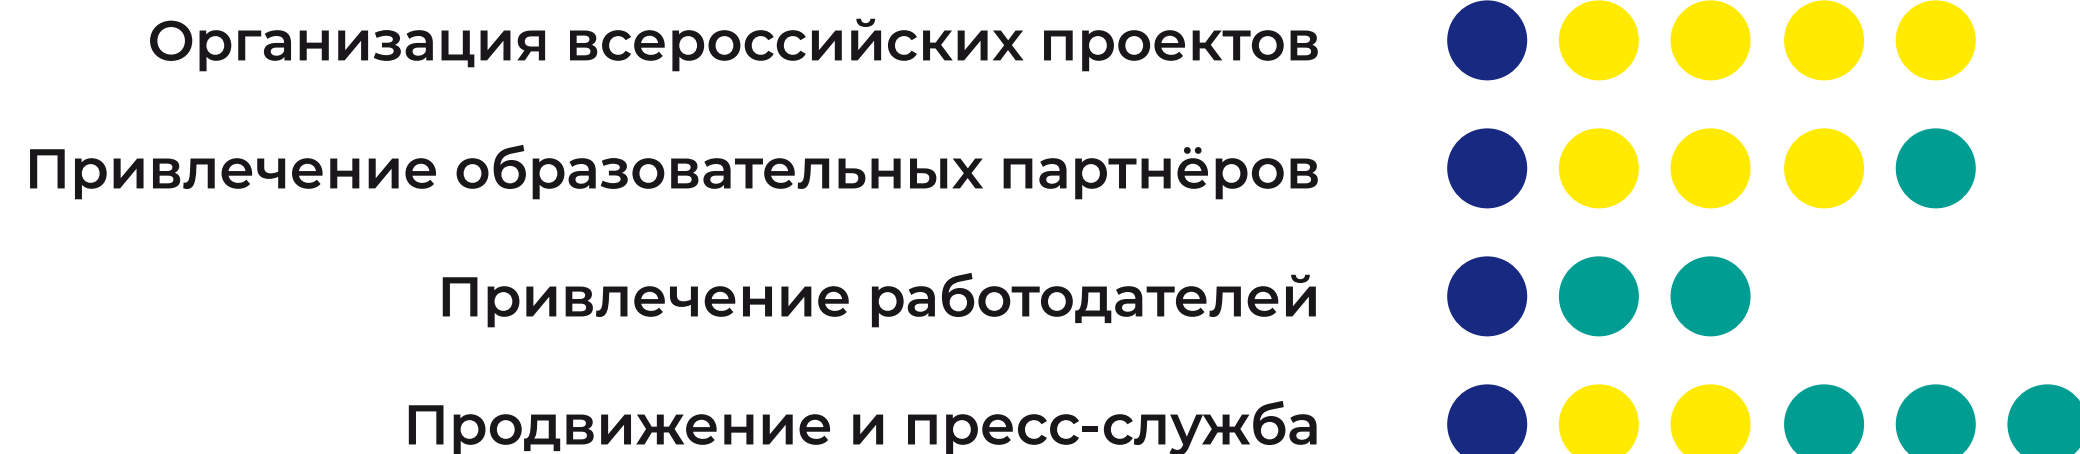 Организация всероссийских проектов
Привлечение образовательных партнёров
Привлечение работодателей
Продвижение и пресс-служба